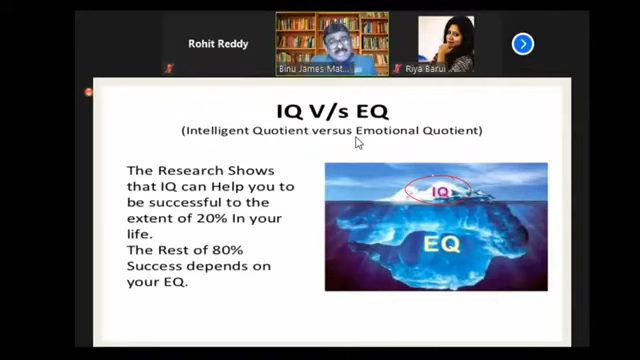 Rohit Reddy
Binu James Mat...
Riya Barui
IQ V/s EQ
(Intelligent Quotient versus Emotional Quotient)
The Research Shows
that IQ can Help you to
be successful to the
extent of 20% In your
life.
The Rest of 80%
Success depends on
your EQ.
IQ
EQ